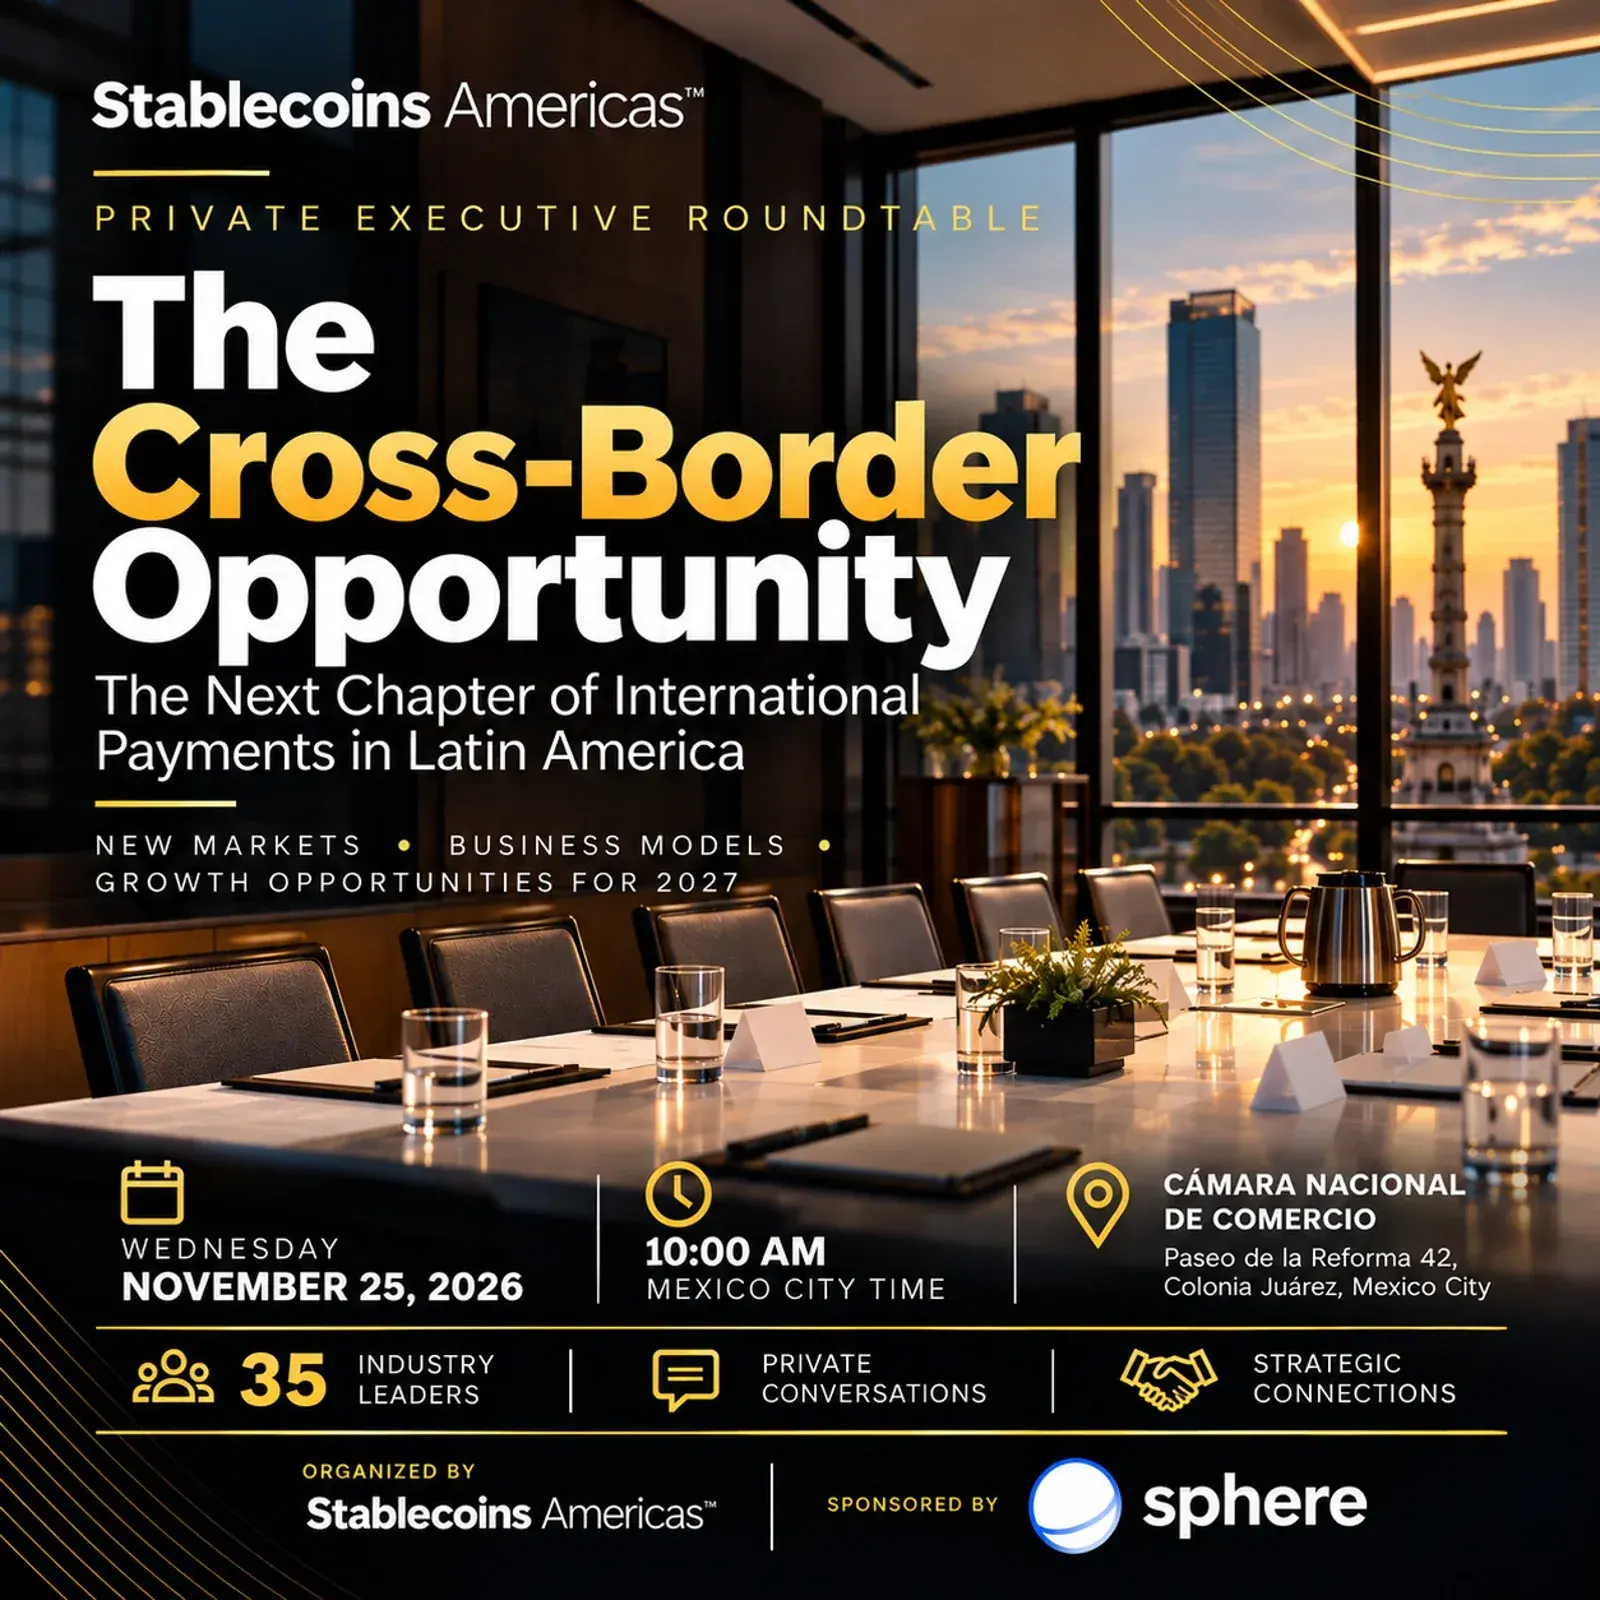 Stablecoins Americas™
PRIVATE EXECUTIVE ROUNDTABLE
The
Cross-Border
Opportunity
The Next Chapter of International
Payments in Latin America
NEW MARKETS • BUSINESS MODELS •
GROWTH OPPORTUNITIES FOR 2027
WEDNESDAY
NOVEMBER 25, 2026
10:00 AM
MEXICO CITY TIME
CÁMARA NACIONAL
DE COMERCIO
Paseo de la Reforma 42,
Colonia Juárez, Mexico City
35 INDUSTRY
LEADERS
PRIVATE
CONVERSATIONS
STRATEGIC
CONNECTIONS
ORGANIZED BY
Stablecoins Americas™
SPONSORED BY
sphere